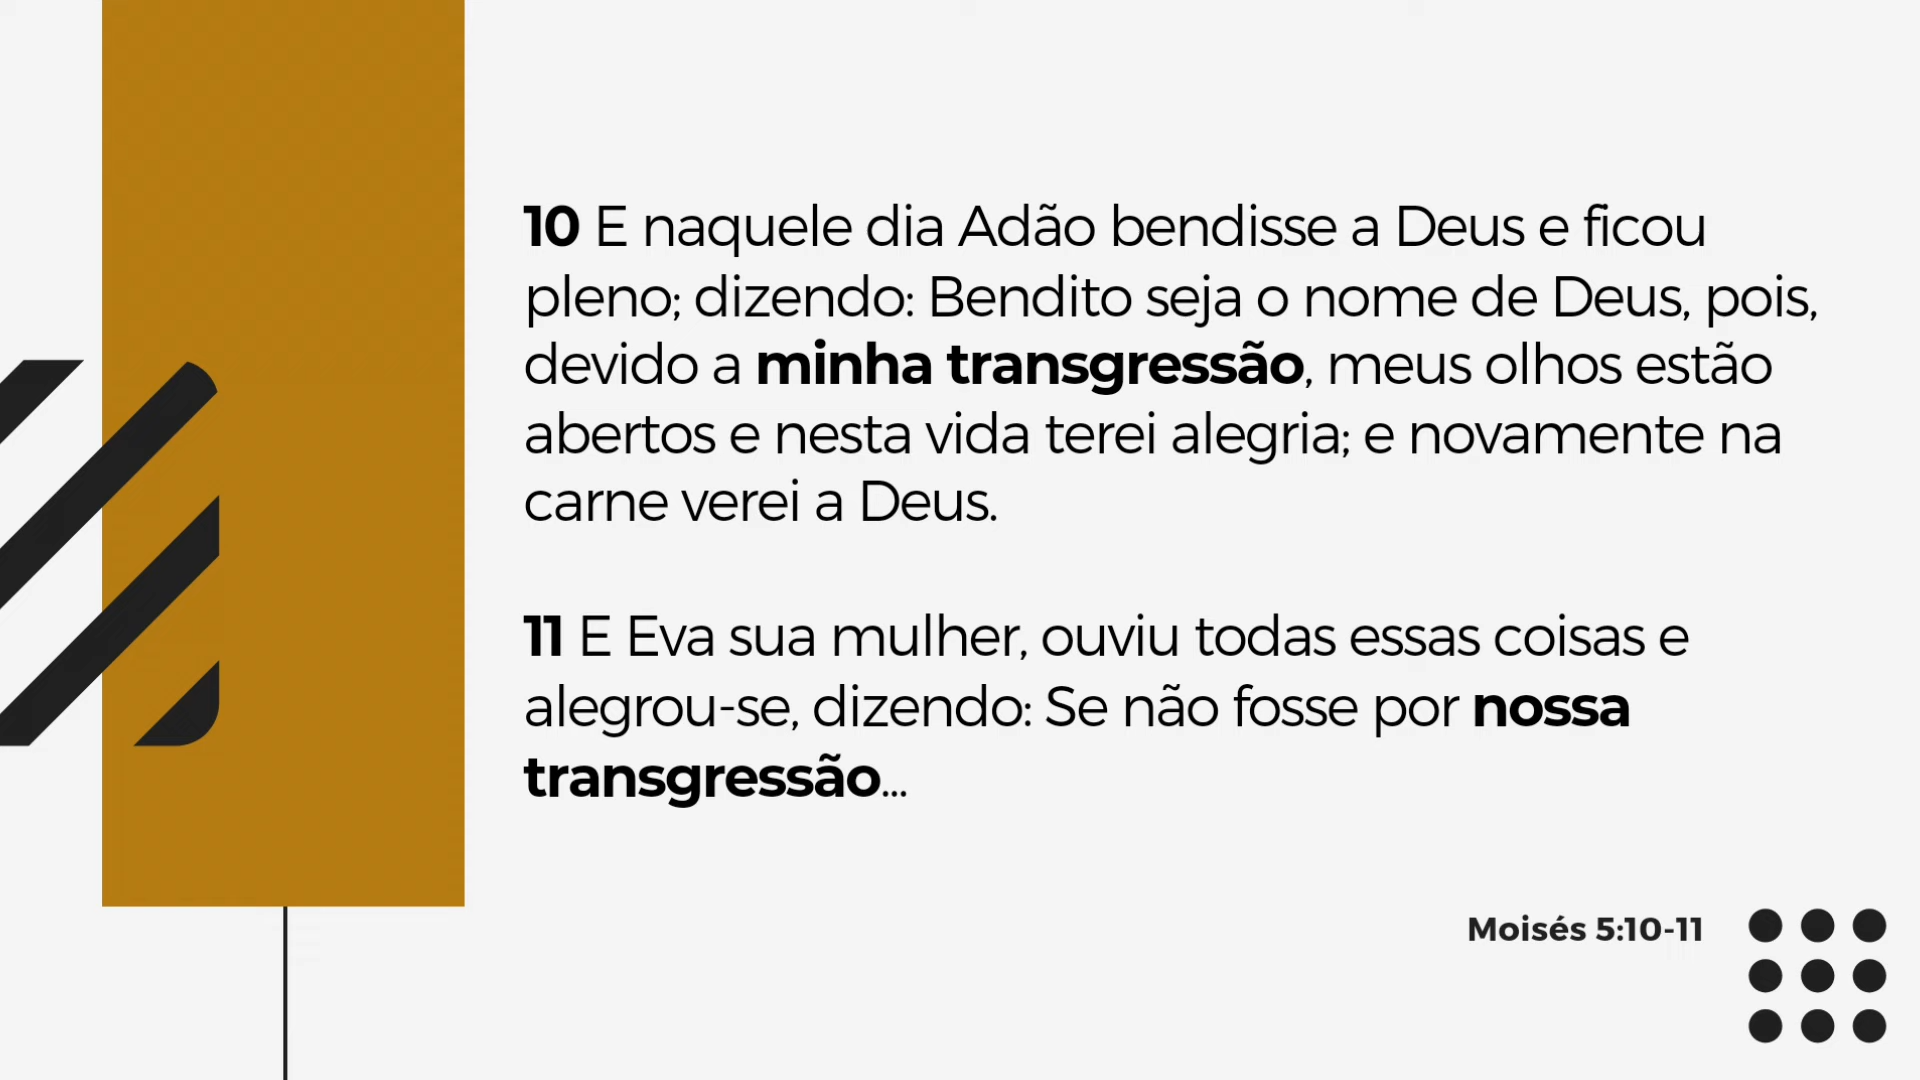 10 E naquele dia Adão bendisse a Deus e ficou
pleno; dizendo: Bendito seja o nome de Deus, pois,
devido a minha transgressão, meus olhos estão
abertos e nesta vida terei alegria; e novamente na
carne verei a Deus.
11 E Eva sua mulher, ouviu todas essas coisas e
alegrou-se, dizendo: Se não fosse por nossa
transgressão...
Moisés 5:10-11